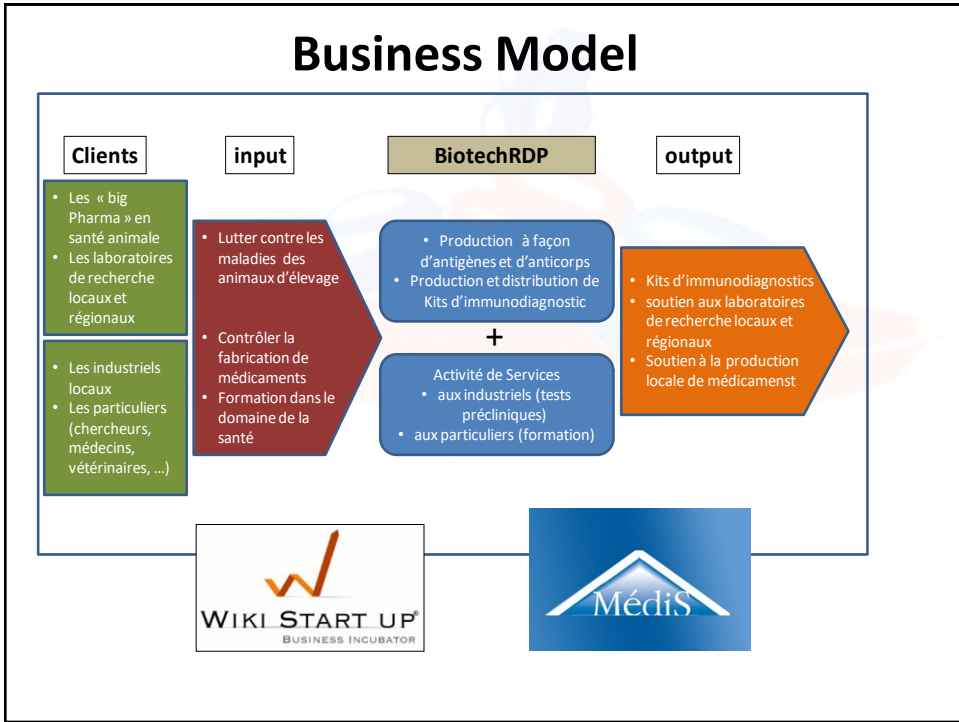 Business Model
Clients
input
BiotechRDP
output
• Les « big
Pharma » en
santé animale
• Les laboratoires
de recherche
locaux et
régionaux
• Les industriels
locaux
• Les particuliers
(chercheurs,
médecins,
vétérinaires, …)
• Lutter contre les
maladies des
animaux d’élevage
• Contrôler la
fabrication de
médicaments
• Formation dans le
domaine de la
santé
• Production à façon
d’antigènes et d’anticorps
• Production et distribution de
Kits d’immunodiagnostic
+
Activité de Services
• aux industriels (tests
précliniques)
• aux particuliers (formation)
• Kits d’immunodiagnostics
• soutien aux laboratoires
de recherche locaux et
régionaux
• Soutien à la production
locale de médicamenst
WIKI START UP®
BUSINESS INCUBATOR
MédiS